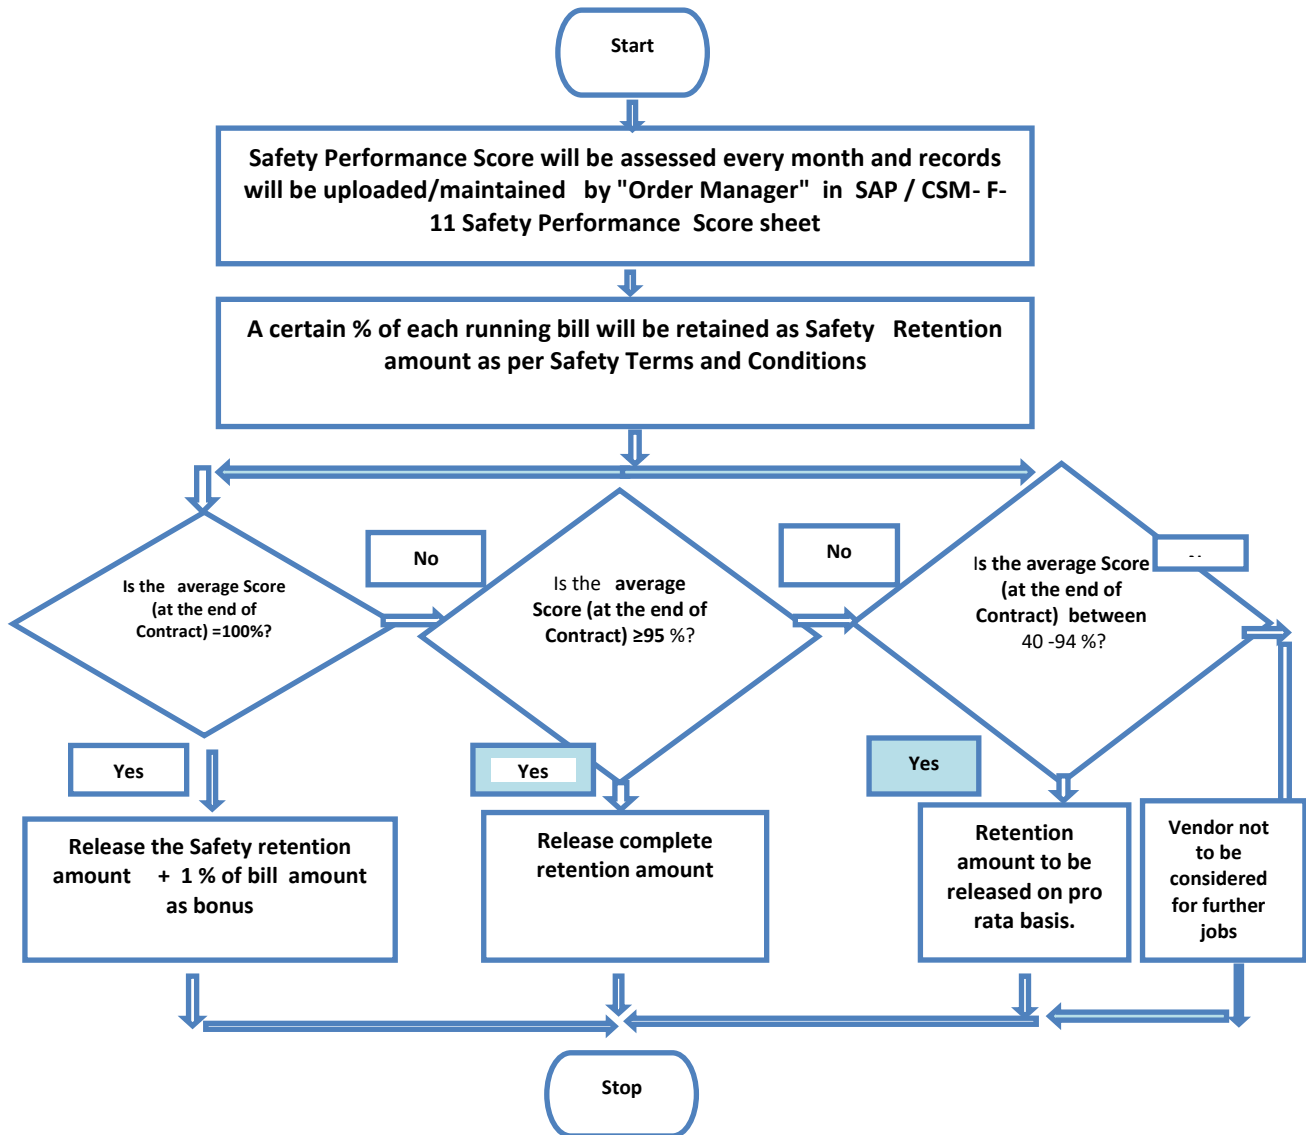 Start
Safety Performance Score will be assessed every month and records
will be uploaded/maintained by "Order Manager" in SAP / CSM- F-
11 Safety Performance Score sheet
A certain % of each running bill will be retained as Safety Retention
amount as per Safety Terms and Conditions
Is the average Score
(at the end of
Contract) =100%?
No
Is the average
Score (at the end of
Contract) ≥95 %?
No
Is the average Score
(at the end of
Contract) between
40 -94 %?
Yes
Yes
Yes
Release the Safety retention
amount + 1 % of bill amount
as bonus
Release complete
retention amount
Retention
amount to be
released on pro
rata basis.
Vendor not
to be
considered
for further
jobs
Stop